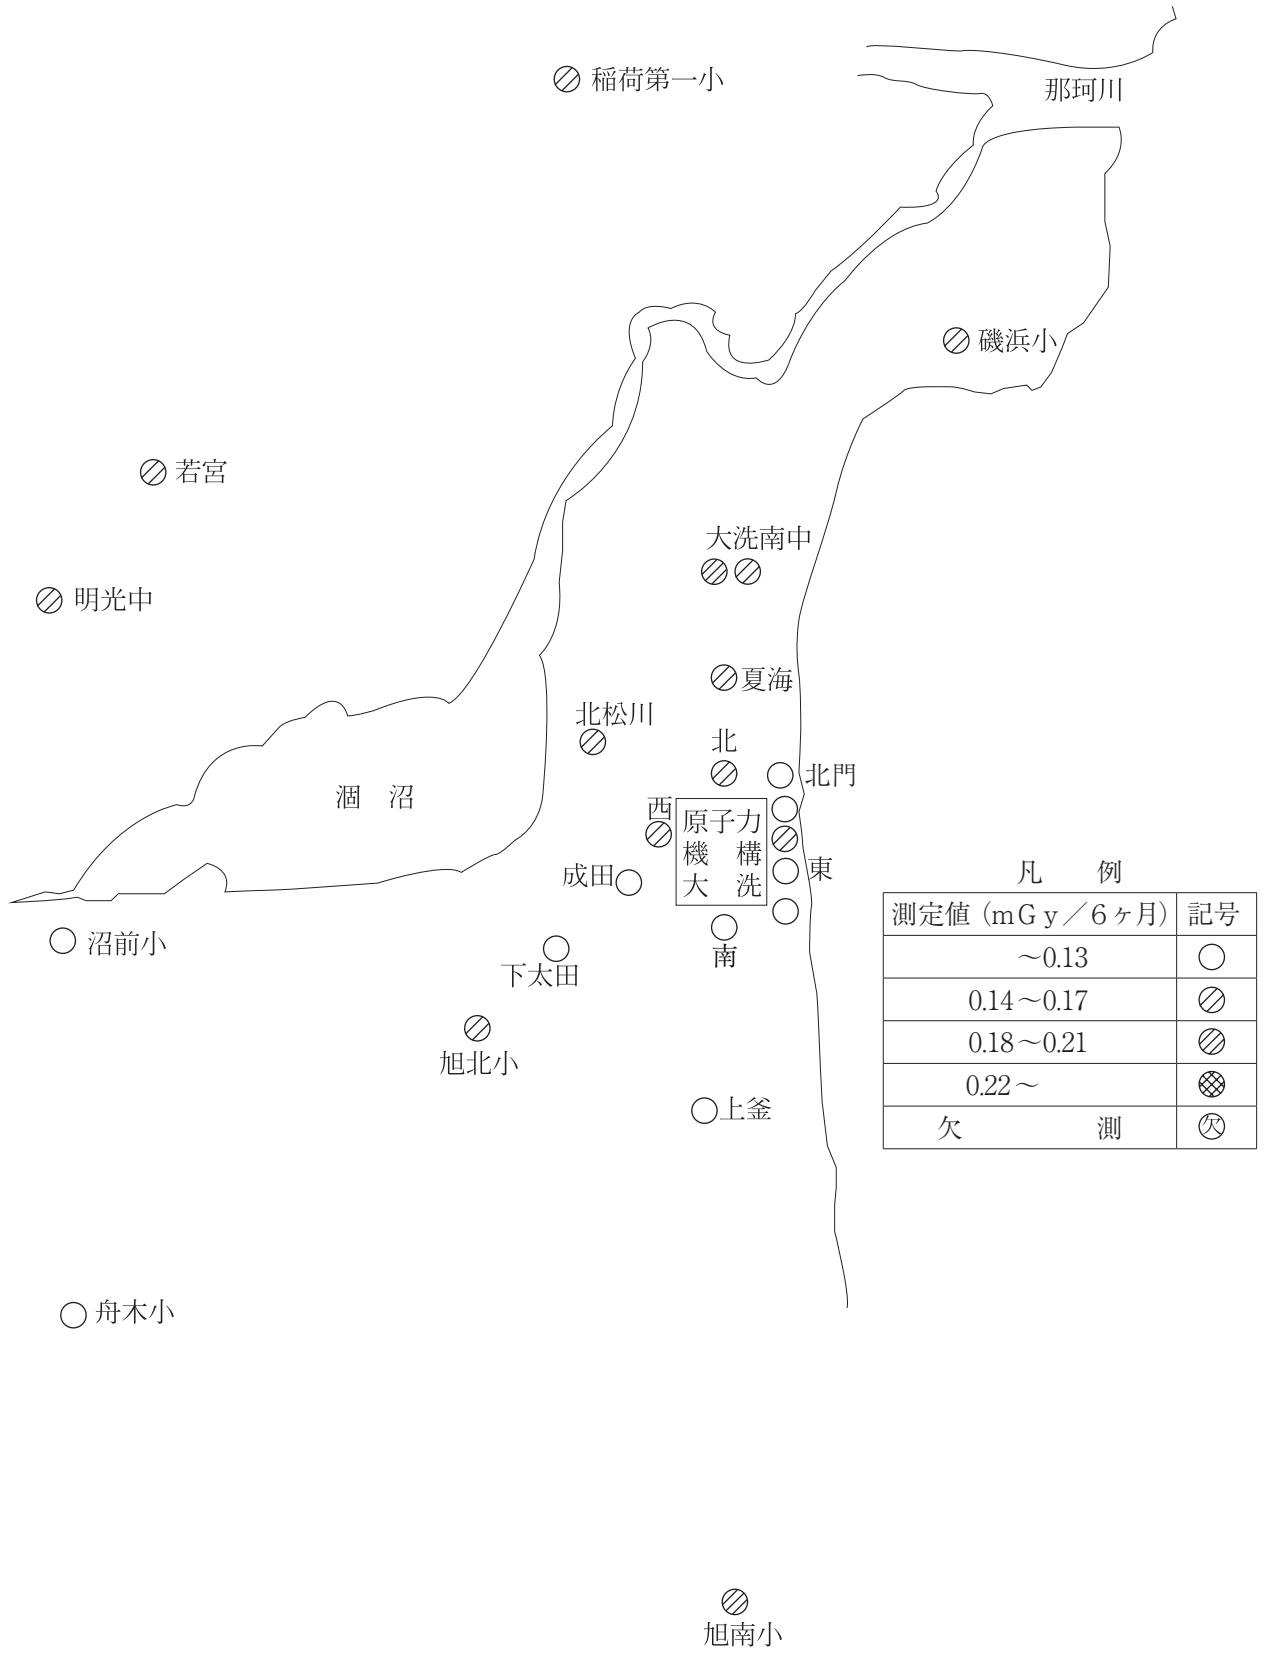 稲荷第一小
那珂川
磯浜小
若宮
大洗南中
明光中
夏海
北松川
北
北門
涸　沼
西
原子力
機　構
大　洗
東
成田
南
沼前小
下太田
旭北小
上釜
凡　　例
測定値（mGy／6ヶ月） 記号
～0.13
0.14～0.17
0.18～0.21
0.22～
欠　　測 欠
舟木小
旭南小